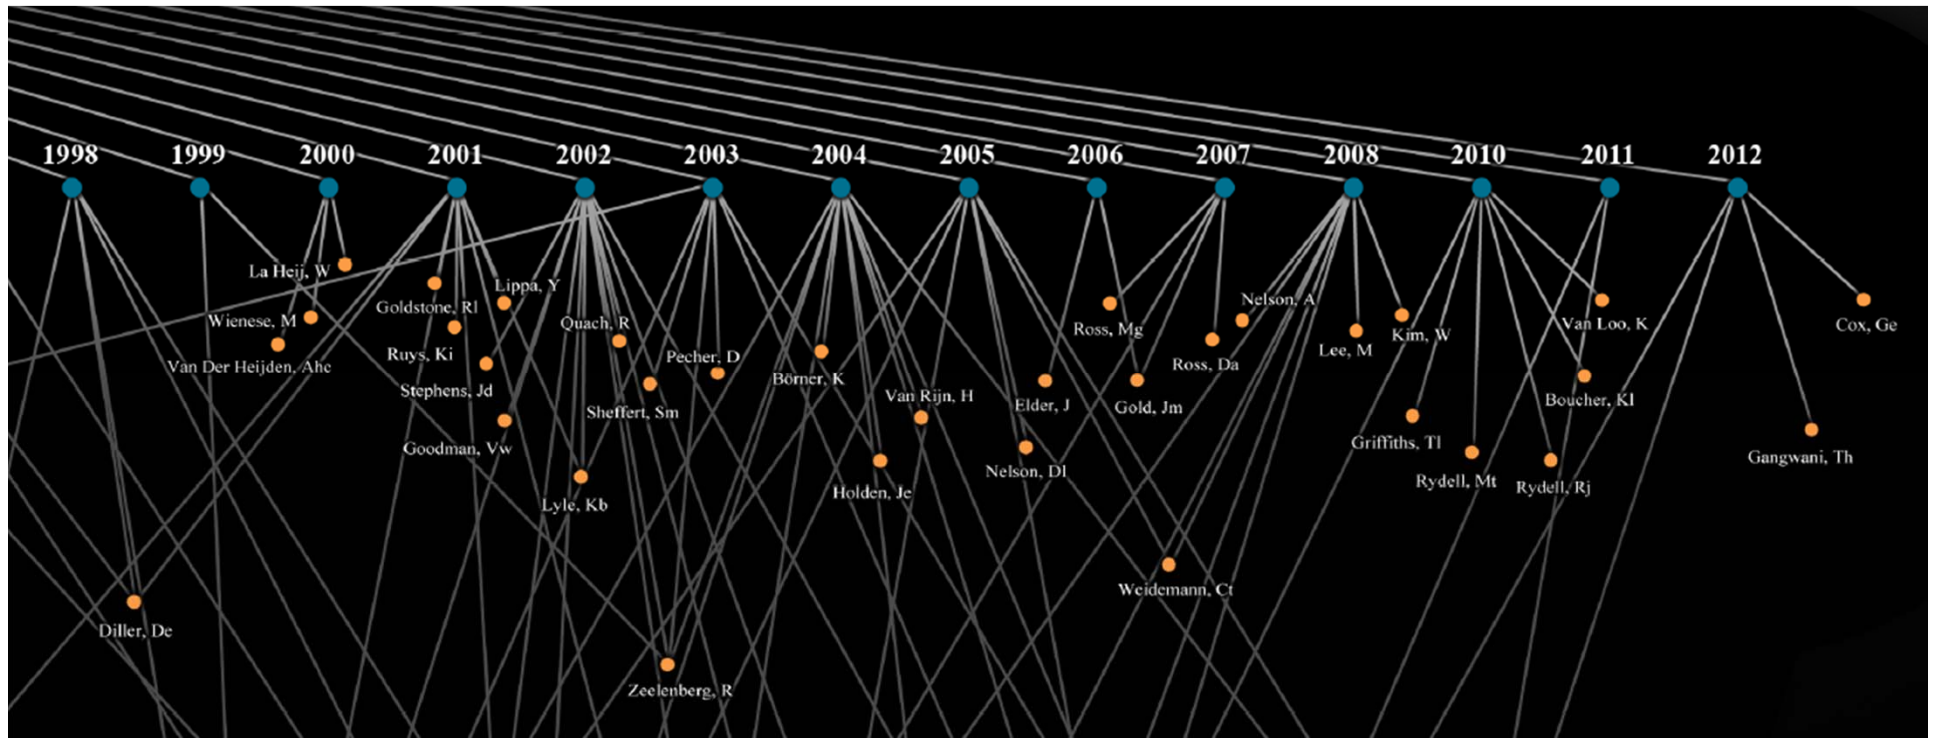 1998 1999 2000 2001 2002 2003 2004 2005 2006 2007 2008 2010 2011 2012
La Heij, W
Wienese, M
Van Der Heijden, Ahc
Goldstone, Rl
Lippa, Y
Ruys, Ki
Stephens, Jd
Goodman, Vw
Quach, R
Sheffert, Sm
Lyle, Kb
Pecher, D
Börner, K
Van Rijn, H
Holden, Je
Nelson, Dl
Elder, J
Ross, Mg
Gold, Jm
Ross, Da
Nelson, A
Lee, M
Kim, W
Griffiths, Tl
Rydell, Mt
Rydell, Rj
Van Loo, K
Boucher, Kl
Cox, Ge
Gangwani, Th
Weidemann, Ct
Diller, De
Zeelenberg, R